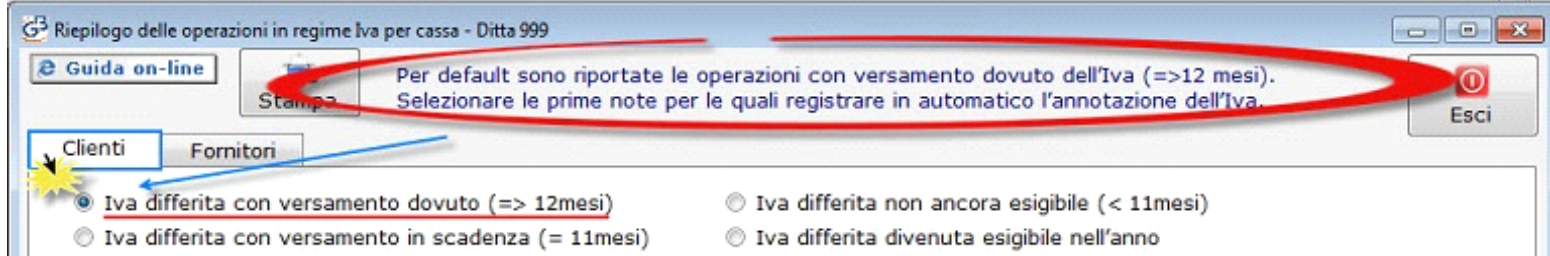 G3 Riepilogo delle operazioni in regime Iva per cassa - Ditta 999
Guida on-line
Stampa
Per default sono riportate le operazioni con versamento dovuto dell'Iva (=>12 mesi).
Selezionare le prime note per le quali registrare in automatico l'annotazione dell'Iva.
Esci
Clienti Fornitori
Iva differita con versamento dovuto (=> 12mesi) Iva differita non ancora esigibile (< 11mesi)
Iva differita con versamento in scadenza (= 11mesi) Iva differita divenuta esigibile nell'anno